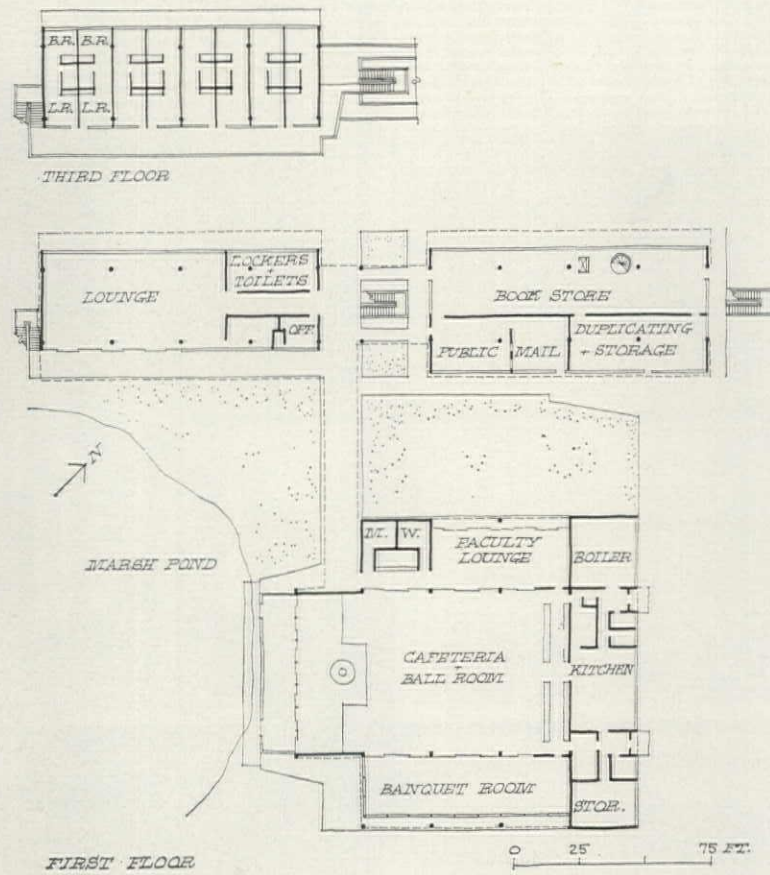 B.R. B.R.
L.R. L.R.
THIRD FLOOR
LOUNGE
LOCKERS
+
TOILETS
OFF.
BOOK STORE
PUBLIC
MAIL
DUPLICATING
+ STORAGE
N
MARSH POND
M. W.
FACULTY
LOUNGE
BOILER
CAFETERIA
+
BALL ROOM
KITCHEN
BANQUET ROOM
STOR.
FIRST FLOOR
0 25 75 FT.